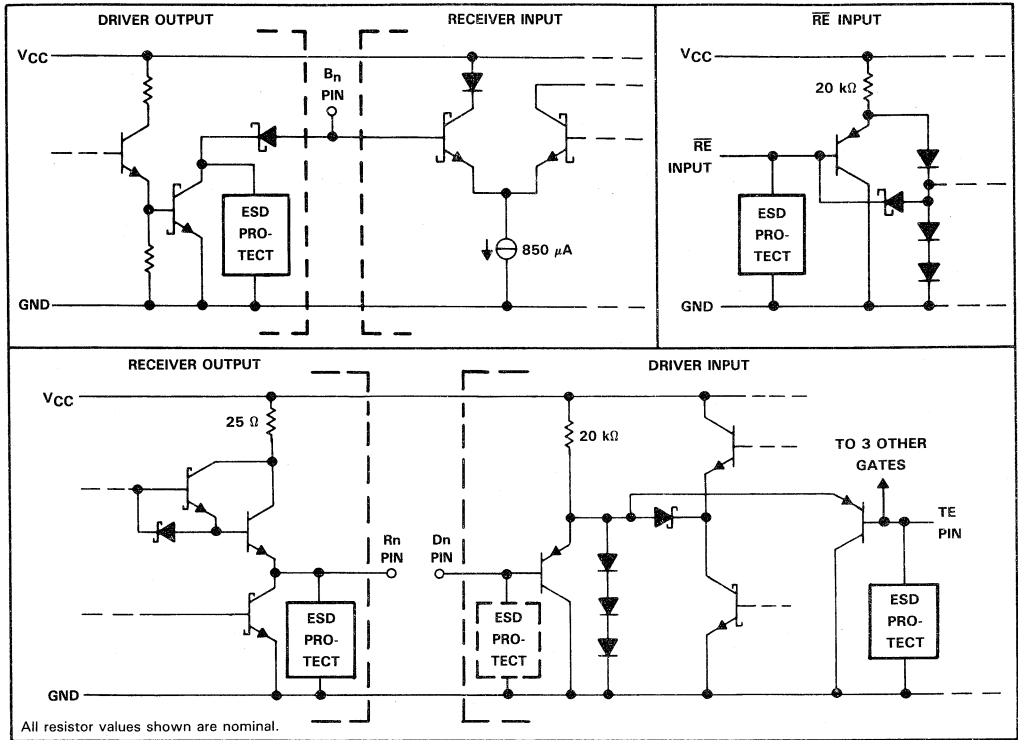 DRIVER OUTPUT
RECEIVER INPUT
VCC
Bn
PIN
ESD
PRO-
TECT
850 μA
GND
RE INPUT
VCC
20 kΩ
RE
INPUT
ESD
PRO-
TECT
GND
RECEIVER OUTPUT
DRIVER INPUT
VCC
25 Ω
20 kΩ
TO 3 OTHER
GATES
Rn
PIN
Dn
PIN
TE
PIN
ESD
PRO-
TECT
ESD
PRO-
TECT
ESD
PRO-
TECT
GND
All resistor values shown are nominal.